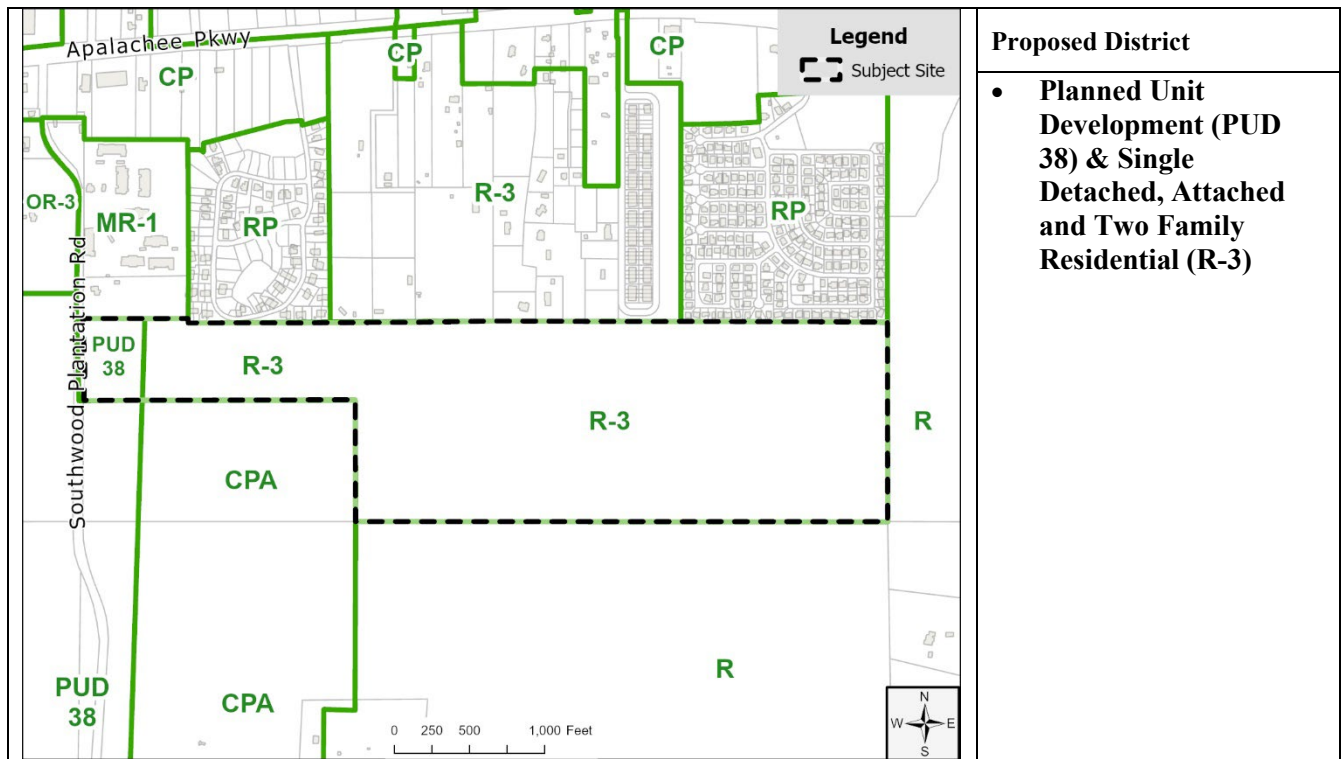 Apalachee Pkwy
CP
CP
CP
Legend
Subject Site
OR-3
MR-1
RP
R-3
RP
Southwood Plantation Rd
PUD
38
R-3
R-3
R
CPA
PUD
38
CPA
R
0 250 500 1,000 Feet
N
W E
S
Proposed District
• Planned Unit
Development (PUD
38) & Single
Detached, Attached
and Two Family
Residential (R-3)